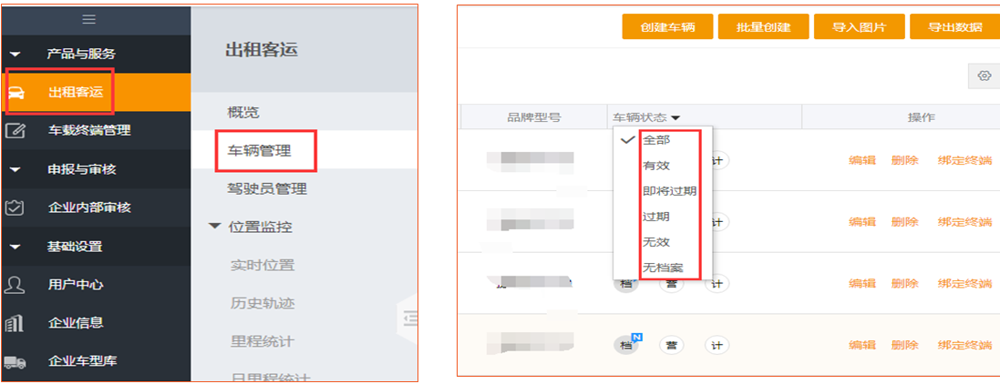 产品与服务
出租客运
车载终端管理
申报与审核
企业内部审核
基础设置
用户中心
企业信息
企业车型库
出租客运
概览
车辆管理
驾驶员管理
位置监控
实时位置
历史轨迹
里程统计
日里程统计
创建车辆 批量创建 导入图片 导出数据
品牌型号 车辆状态 操作
全部
有效
即将过期
过期
无效
无档案
计 编辑 删除 绑定终端
计 编辑 删除 绑定终端
档 营 计 编辑 删除 绑定终端
档 N 营 计 编辑 删除 绑定终端